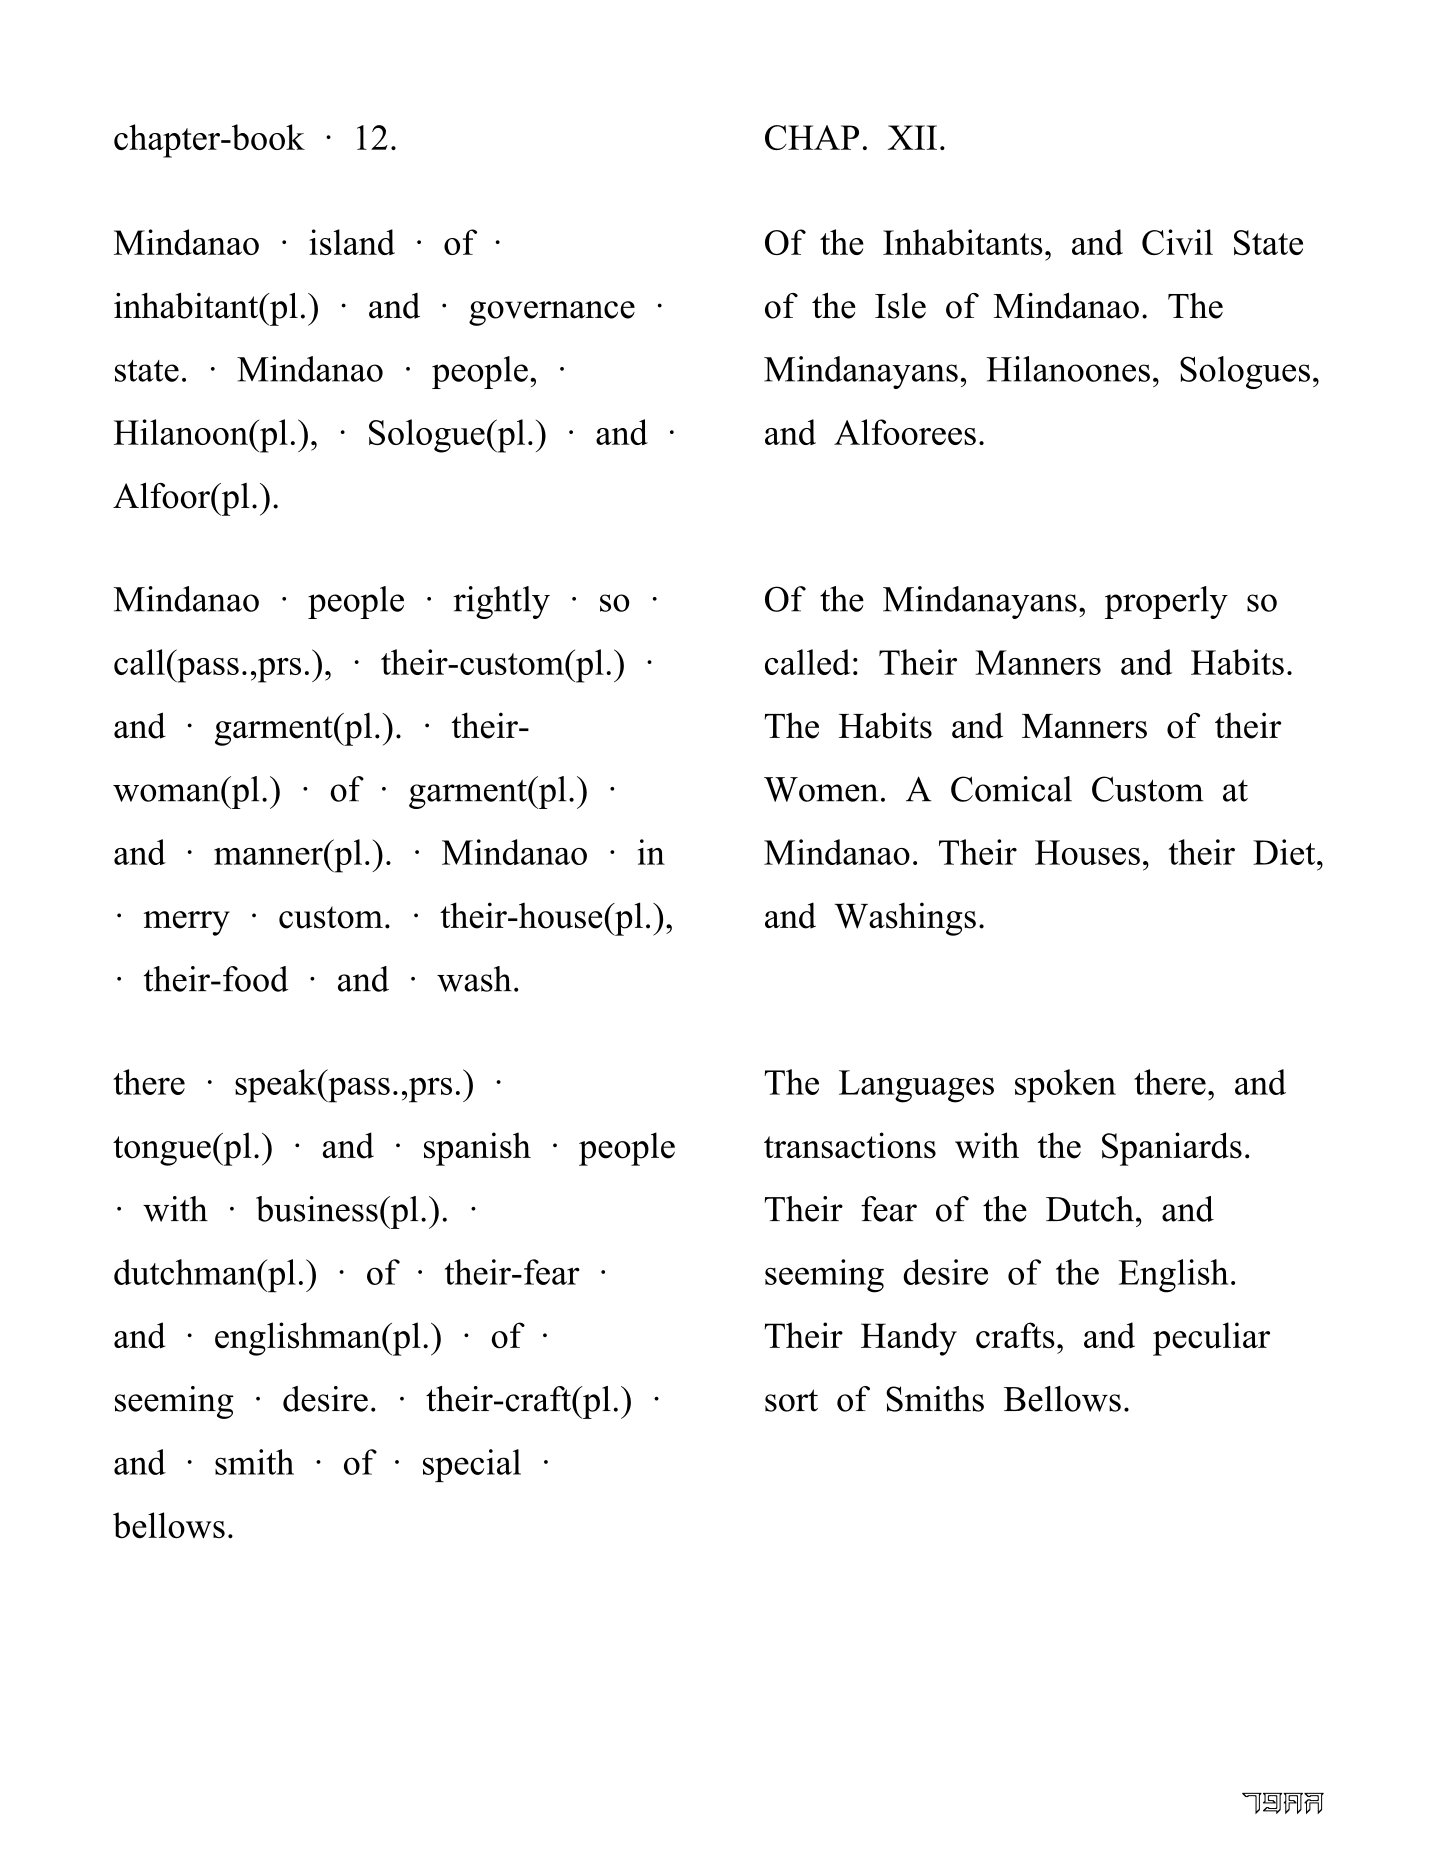 chapter-book · 12.
Mindanao · island · of ·
inhabitant(pl.) · and · governance ·
state. · Mindanao · people, ·
Hilanoon(pl.), · Sologue(pl.) · and ·
Alfoor(pl.).
Mindanao · people · rightly · so ·
call(pass.,prs.), · their-custom(pl.) ·
and · garment(pl.). · their-
woman(pl.) · of · garment(pl.) ·
and · manner(pl.). · Mindanao · in
· merry · custom. · their-house(pl.),
· their-food · and · wash.
there · speak(pass.,prs.) ·
tongue(pl.) · and · spanish · people
· with · business(pl.). ·
dutchman(pl.) · of · their-fear ·
and · englishman(pl.) · of ·
seeming · desire. · their-craft(pl.) ·
and · smith · of · special ·
bellows.
CHAP. XII.
Of the Inhabitants, and Civil State
of the Isle of Mindanao. The
Mindanayans, Hilanoones, Sologues,
and Alfoorees.
Of the Mindanayans, properly so
called: Their Manners and Habits.
The Habits and Manners of their
Women. A Comical Custom at
Mindanao. Their Houses, their Diet,
and Washings.
The Languages spoken there, and
transactions with the Spaniards.
Their fear of the Dutch, and
seeming desire of the English.
Their Handy crafts, and peculiar
sort of Smiths Bellows.